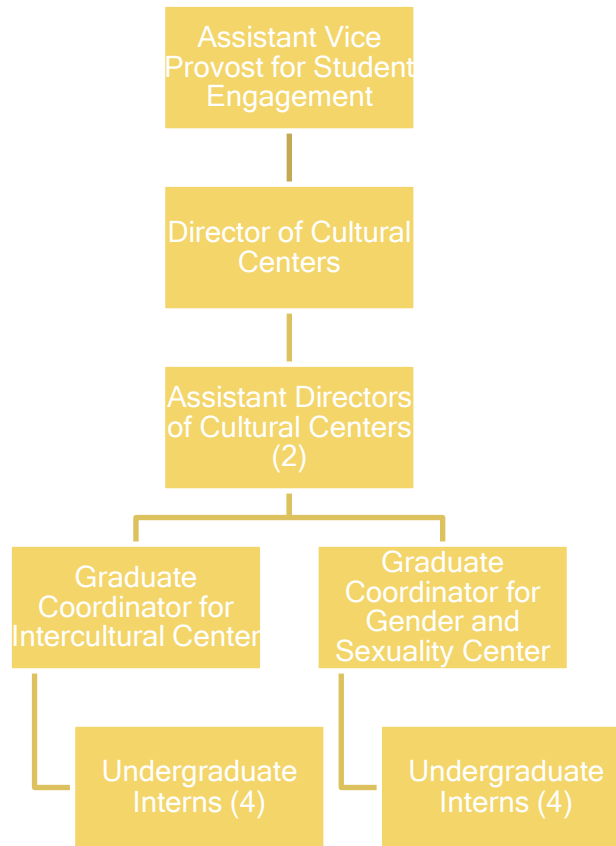 Assistant Vice
Provost for Student
Engagement
Director of Cultural
Centers
Assistant Directors
of Cultural Centers
(2)
Graduate
Coordinator for
Intercultural Center
Graduate
Coordinator for
Gender and
Sexuality Center
Undergraduate
Interns (4)
Undergraduate
Interns (4)